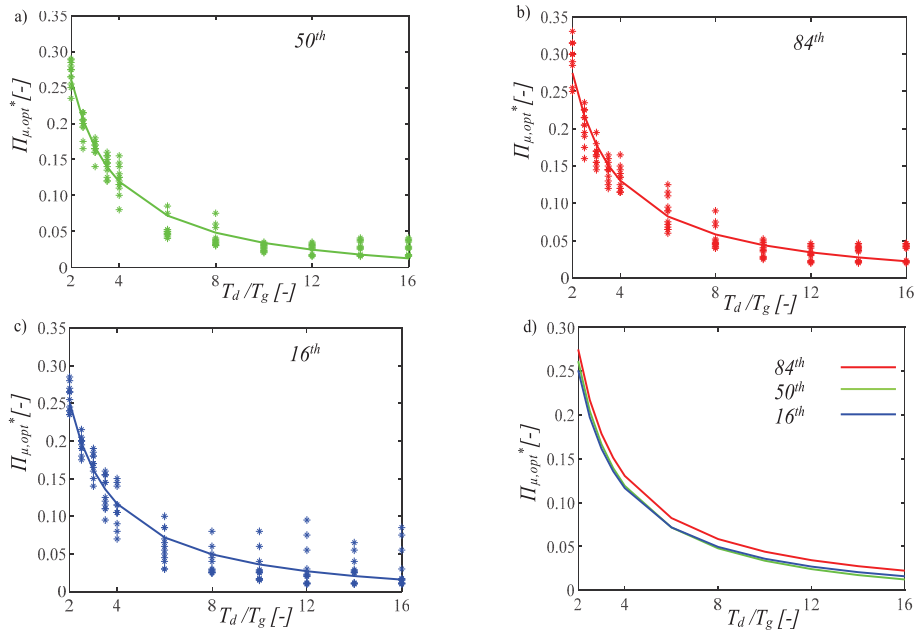 a)
50th
0.35
0.30
0.25
0.20
0.15
0.10
0.05
0
Πμ,opt* [-]
2
4
8
12
16
Td /Tg [-]
b)
84th
0.35
0.30
0.25
0.20
0.15
0.10
0.05
0
Πμ,opt* [-]
2
4
8
12
16
Td /Tg [-]
c)
16th
0.35
0.30
0.25
0.20
0.15
0.10
0.05
0
Πμ,opt* [-]
2
4
8
12
16
Td /Tg [-]
d)
84th
50th
16th
0.30
0.25
0.20
0.15
0.10
0.05
0
Πμ,opt* [-]
2
4
8
12
16
Td /Tg [-]